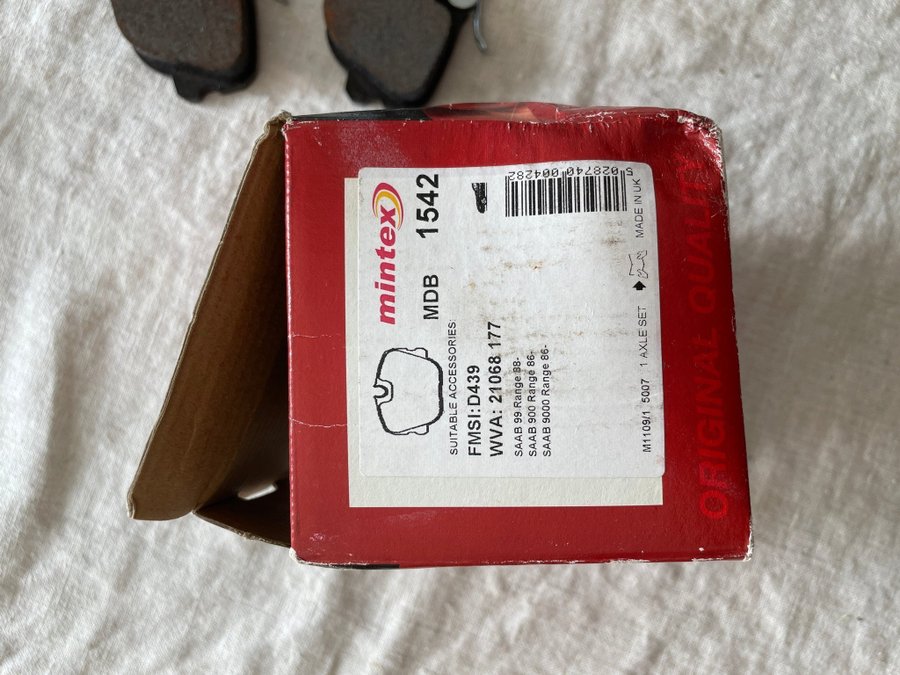 mintex
MDB 1542
5 028740 004282
SUITABLE ACCESSORIES:
FMSI: D439
WVA: 21068 177
SAAB 99 Range 88-
SAAB 900 Range 86-
SAAB 9000 Range 86-
M1109/1 5007 1 AXLE SET MADE IN UK
ORIGINAL QUALITY